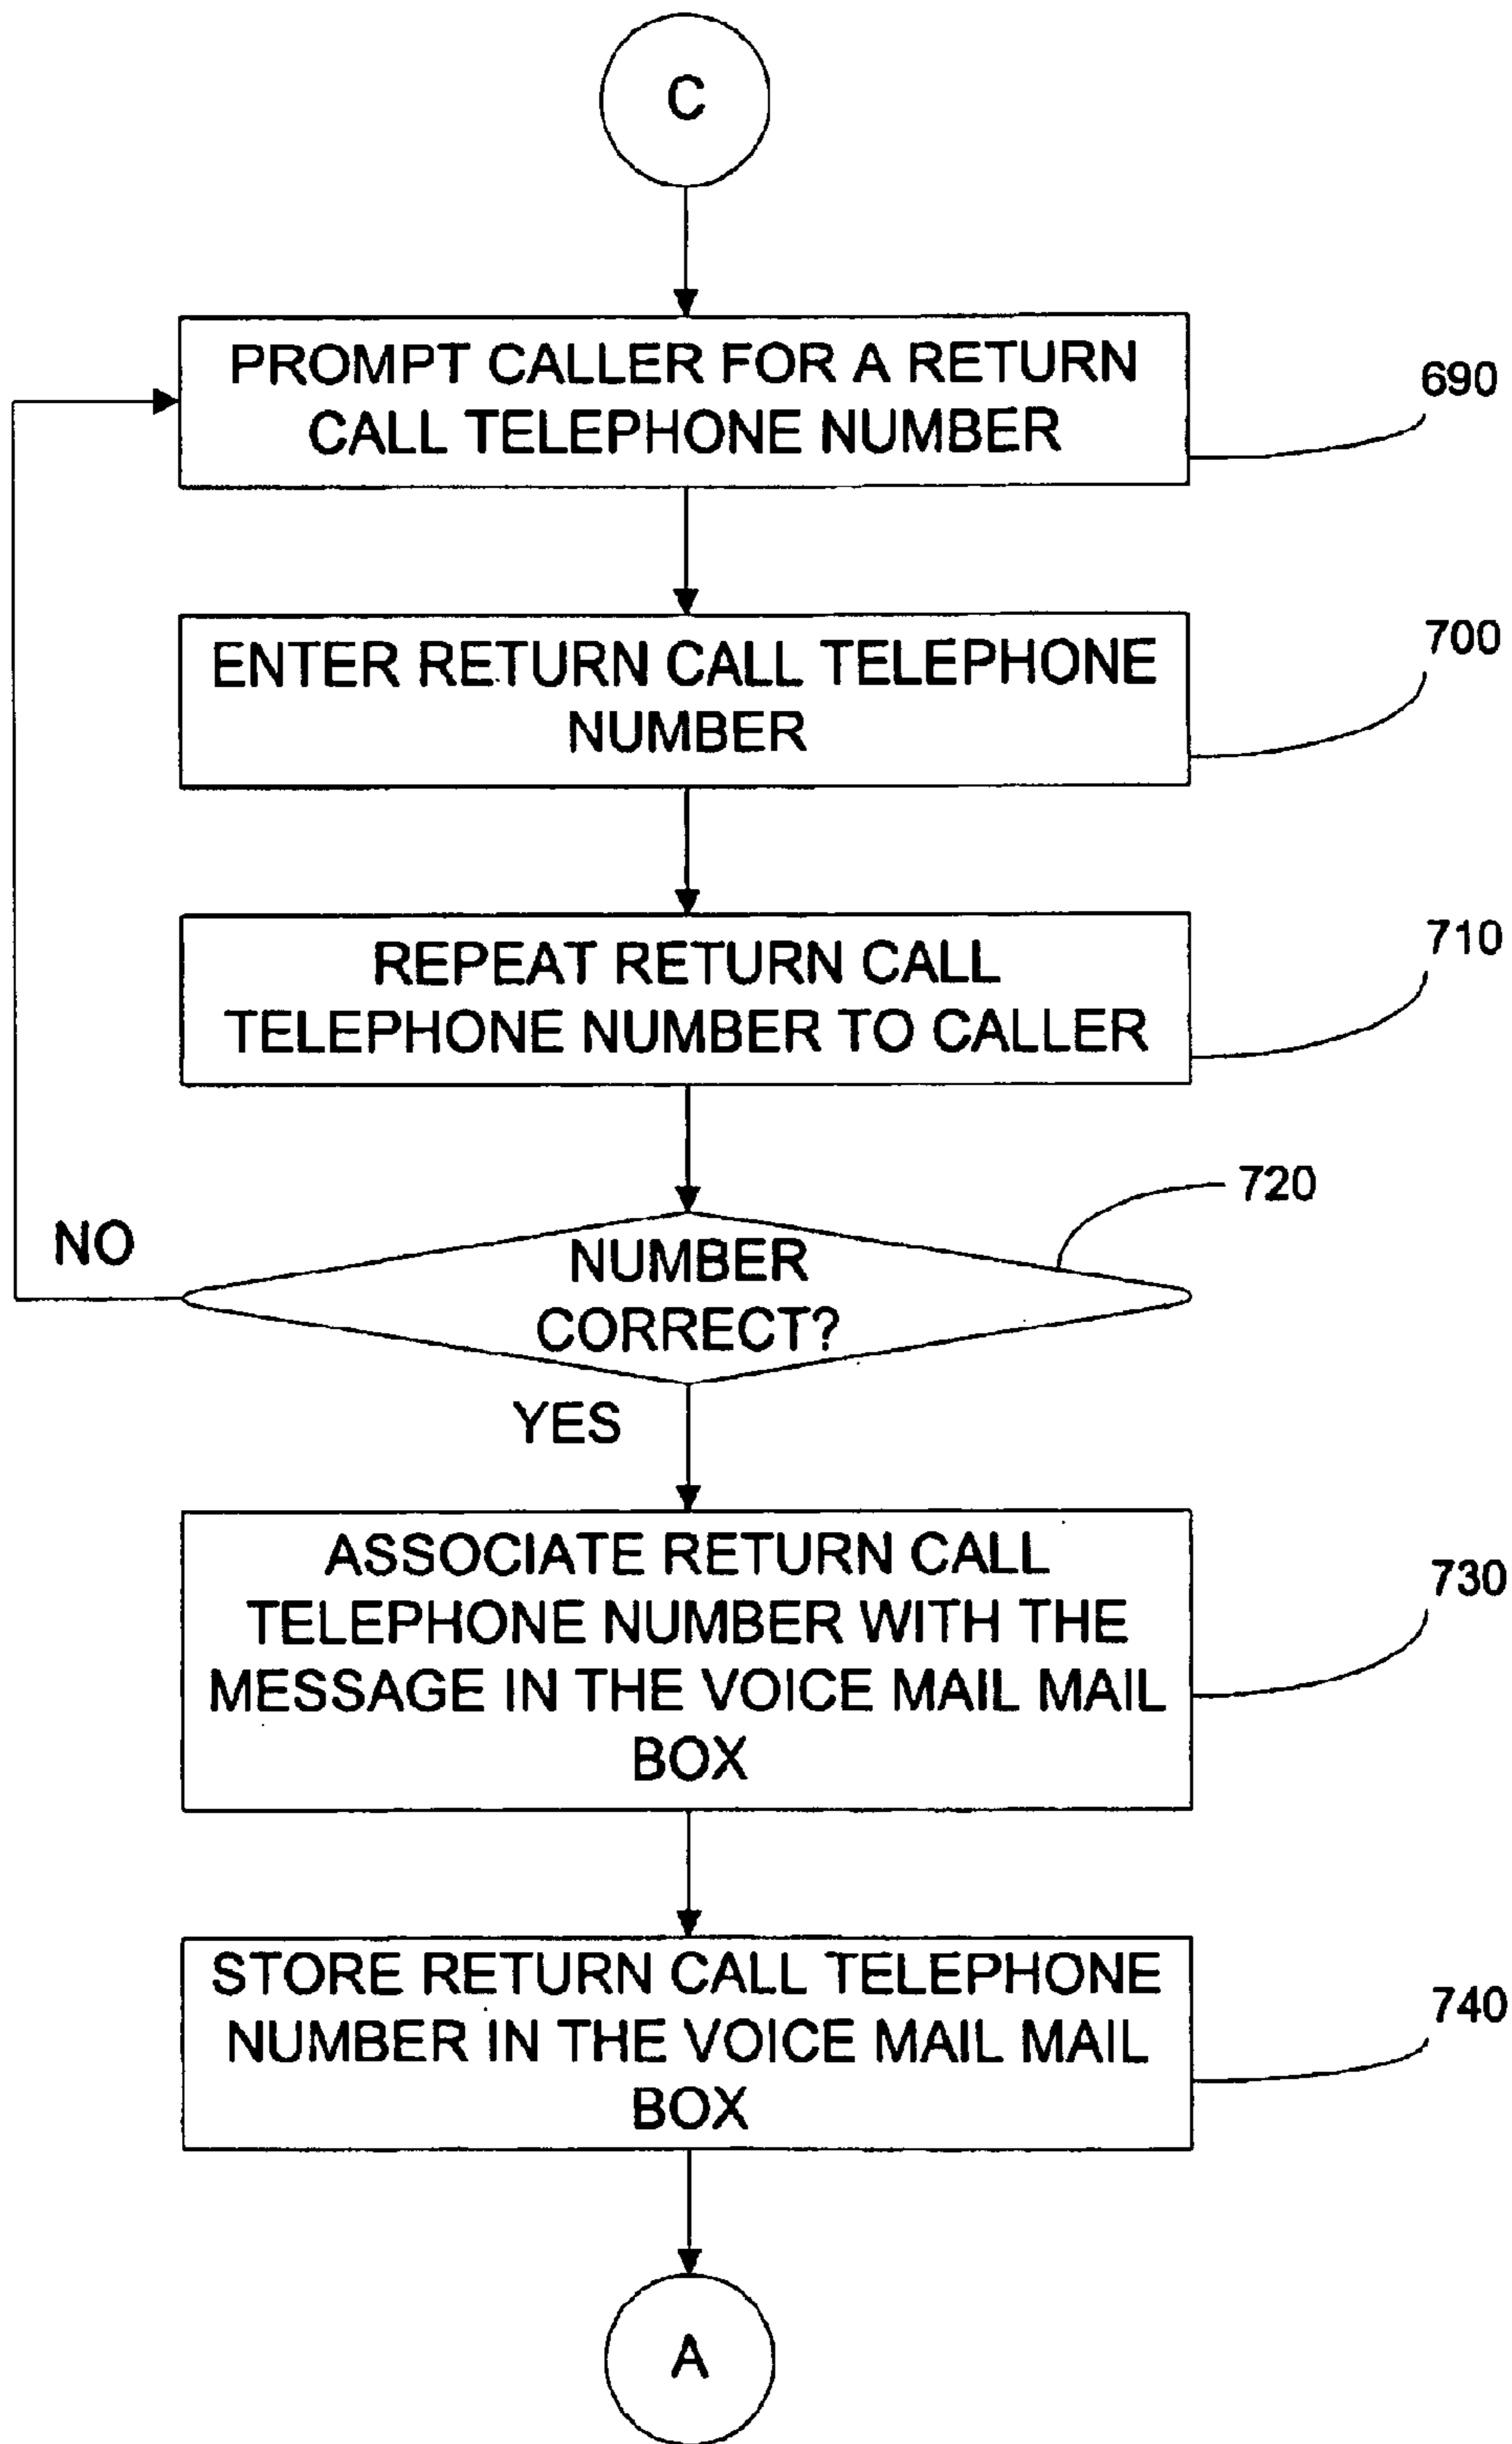 C
PROMPT CALLER FOR A RETURN
CALL TELEPHONE NUMBER
690
ENTER RETURN CALL TELEPHONE
NUMBER
700
REPEAT RETURN CALL
TELEPHONE NUMBER TO CALLER
710
720
NO
NUMBER
CORRECT?
YES
ASSOCIATE RETURN CALL
TELEPHONE NUMBER WITH THE
MESSAGE IN THE VOICE MAIL MAIL
BOX
730
STORE RETURN CALL TELEPHONE
NUMBER IN THE VOICE MAIL MAIL
BOX
740
A